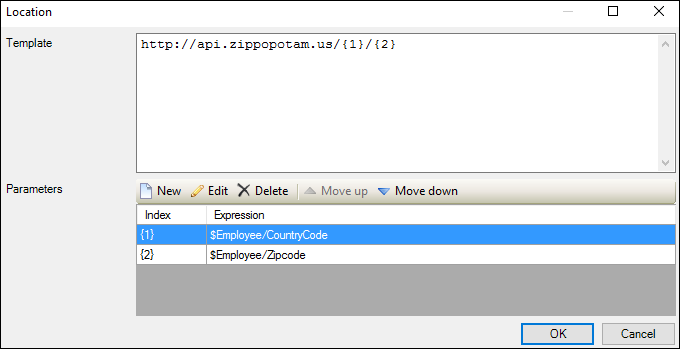 Location
Template
http://api.zippopotam.us/{1}/{2}
Parameters
New Edit Delete Move up Move down
Index Expression
{1} $Employee/CountryCode
{2} $Employee/Zipcode
OK Cancel